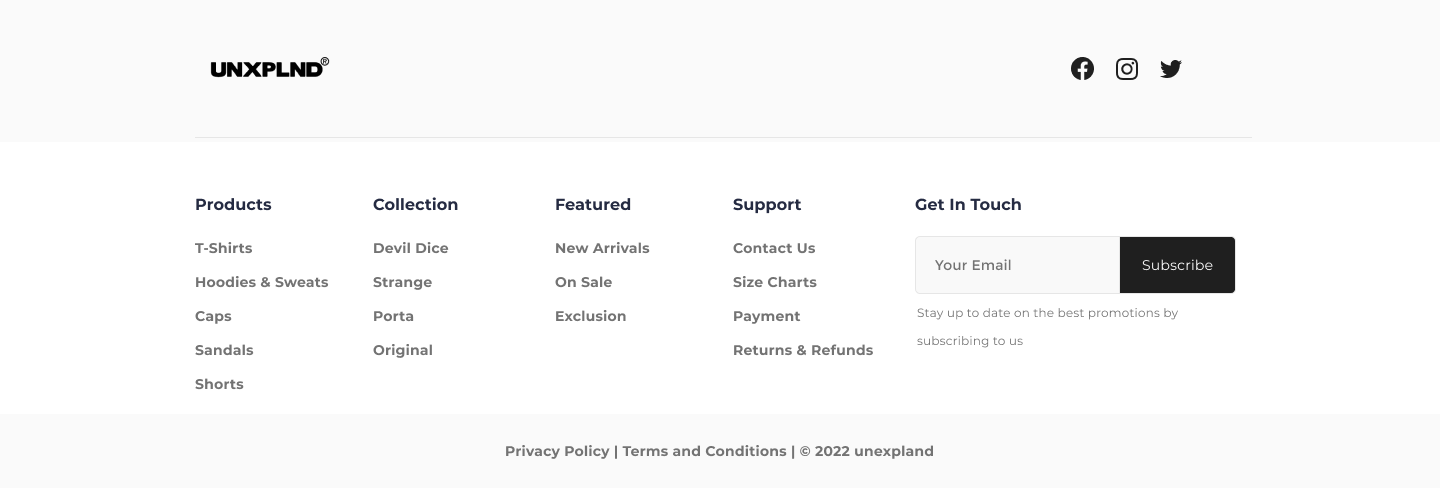 UNXPLND®
Products
T-Shirts
Hoodies & Sweats
Caps
Sandals
Shorts
Collection
Devil Dice
Strange
Porta
Original
Featured
New Arrivals
On Sale
Exclusion
Support
Contact Us
Size Charts
Payment
Returns & Refunds
Get In Touch
Your Email
Subscribe
Stay up to date on the best promotions by
subscribing to us
Privacy Policy | Terms and Conditions | © 2022 unexpland